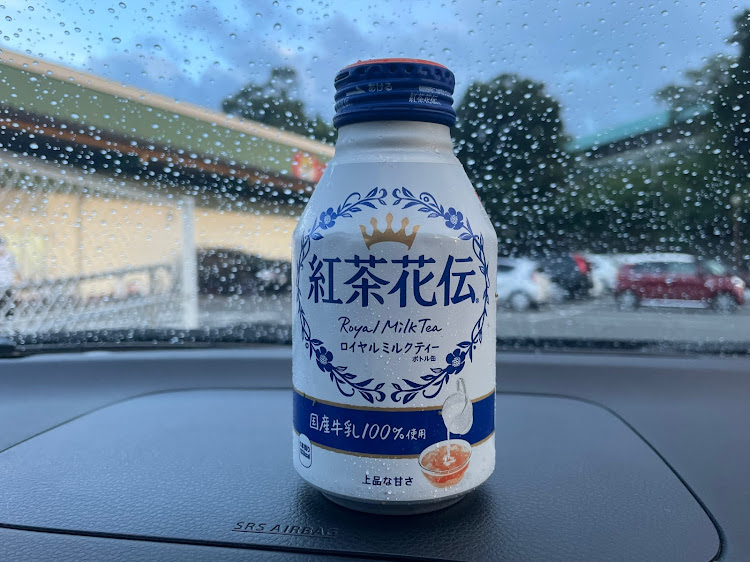 紅茶花伝®
Royal Milk Tea
ロイヤルミルクティー
ボトル缶
国産牛乳100%使用
上品な甘さ
SRS AIRBAG